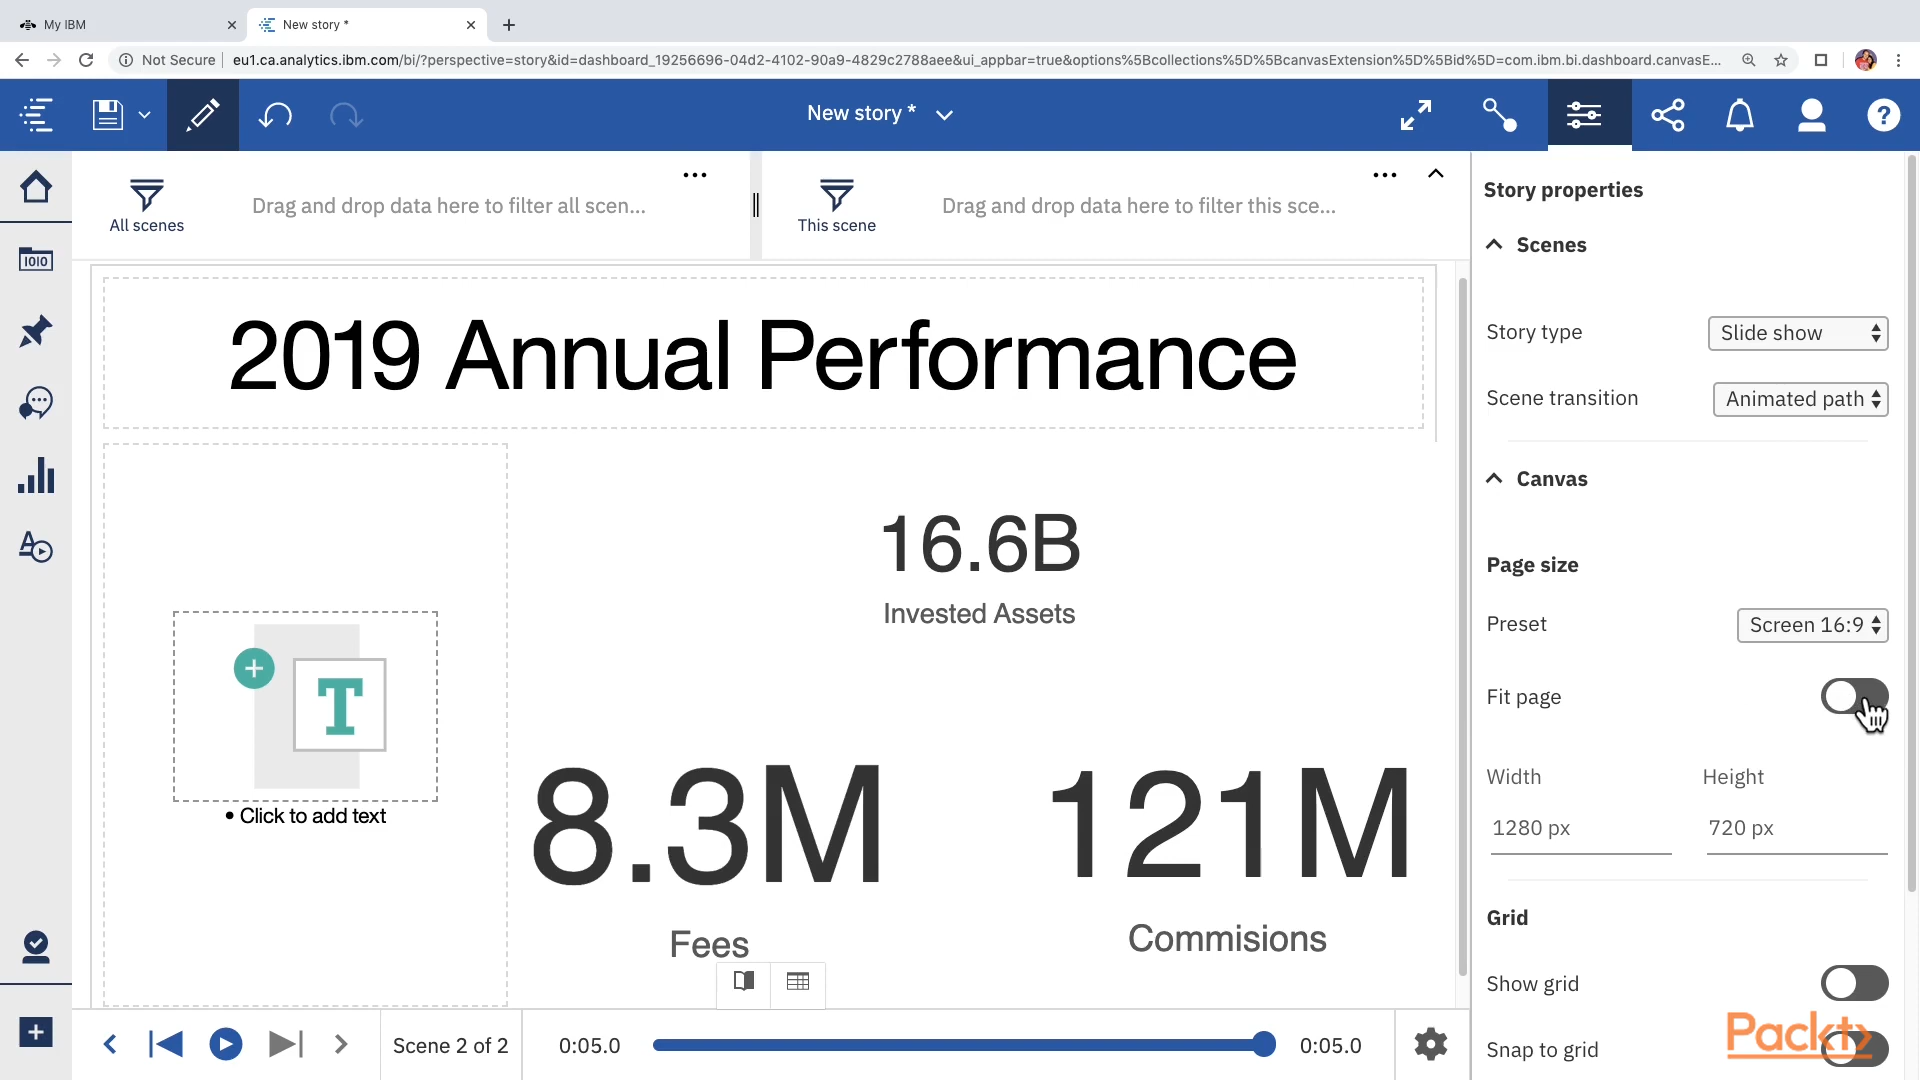 My IBM
New story *
Not Secure
eu1.ca.analytics.ibm.com/bi/?perspective=story&id=dashboard_19256696-04d2-4102-90a9-4829c2788aee&ui_appbar=true&options%5Bcollections%5D%5BcanvasExtension%5D%5Bid%5D=com.ibm.bi.dashboard.canvasE...
New story *
All scenes
Drag and drop data here to filter all scen...
This scene
Drag and drop data here to filter this sce...
2019 Annual Performance
16.6B
Invested Assets
T
• Click to add text
8.3M
Fees
121M
Commisions
Scene 2 of 2
0:05.0
0:05.0
Story properties
Scenes
Story type
Slide show
Scene transition
Animated path
Canvas
Page size
Preset
Screen 16:9
Fit page
Width
Height
1280 px
720 px
Grid
Show grid
Snap to grid
Packt>
1010